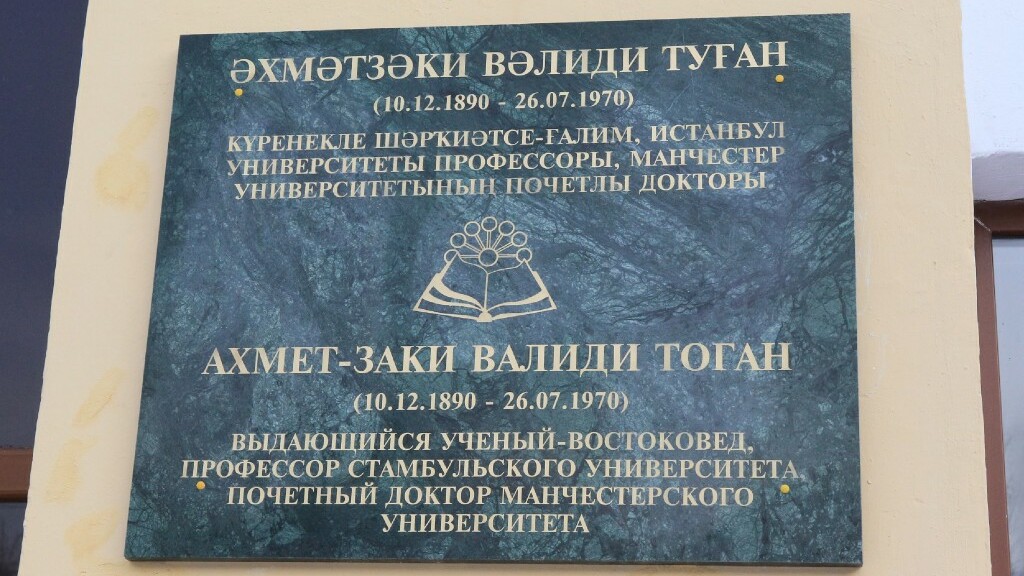 ӘХМӘТЗӘКИ ВӘЛИДИ ТУҒАН
(10.12.1890 - 26.07.1970)
КҮРЕНЕКЛЕ ШӘРҠИӘТСЕ-ҒАЛИМ, ИСТАНБУЛ
УНИВЕРСИТЕТЫ ПРОФЕССОРЫ, МАНЧЕСТЕР
УНИВЕРСИТЕТЫНЫҢ ПОЧЕТЛЫ ДОКТОРЫ
АХМЕТ-ЗАКИ ВАЛИДИ ТОГАН
(10.12.1890 - 26.07.1970)
ВЫДАЮЩИЙСЯ УЧЕНЫЙ-ВОСТОКОВЕД,
ПРОФЕССОР СТАМБУЛЬСКОГО УНИВЕРСИТЕТА
ПОЧЕТНЫЙ ДОКТОР МАНЧЕСТЕРСКОГО
УНИВЕРСИТЕТА